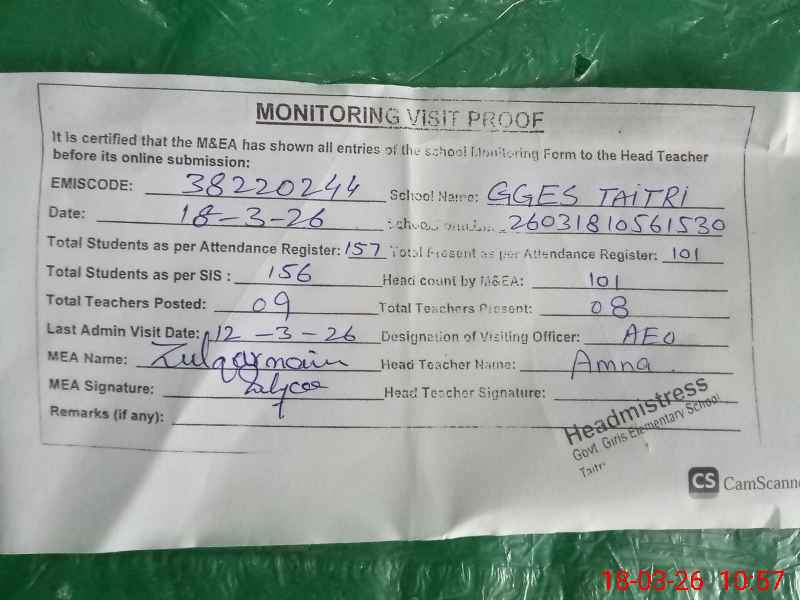 MONITORING VISIT PROOF
It is certified that the M&EA has shown all entries of the school Monitoring Form to the Head Teacher
before its online submission:
EMISCODE: 38220244 School Name: GGES TAITRI
Date: 18-3-26 School 26031810561530
Total Students as per Attendance Register: 157 Total Present as per Attendance Register: 101
Total Students as per SIS : 156 Head count by M&EA: 101
Total Teachers Posted: 09 Total Teachers Present: 08
Last Admin Visit Date: 12-3-26 Designation of Visiting Officer: AEO
MEA Name: Zulqarnain Head Teacher Name: Amna
MEA Signature: Head Teacher Signature:
Remarks (if any):
Headmistress
Govt. Girls Elementary School
Taitri
CS CamScanne
18-03-26 10:57